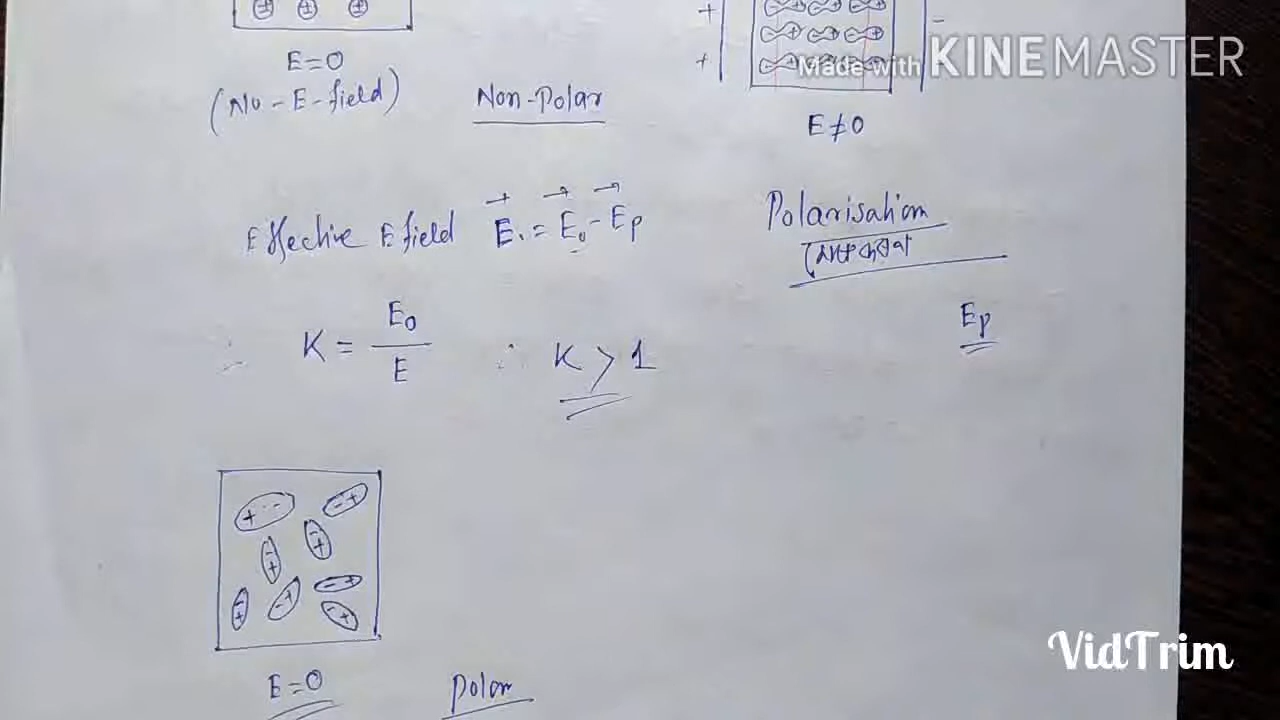 E=0
(No-E-field)
Non-Polar
E≠0
Made with KINEMASTER
Effective E field E = E₀ - Ep
Polarisation
K = E₀/E ∴ K > 1
Ep
E=0
Polar
VidTrim